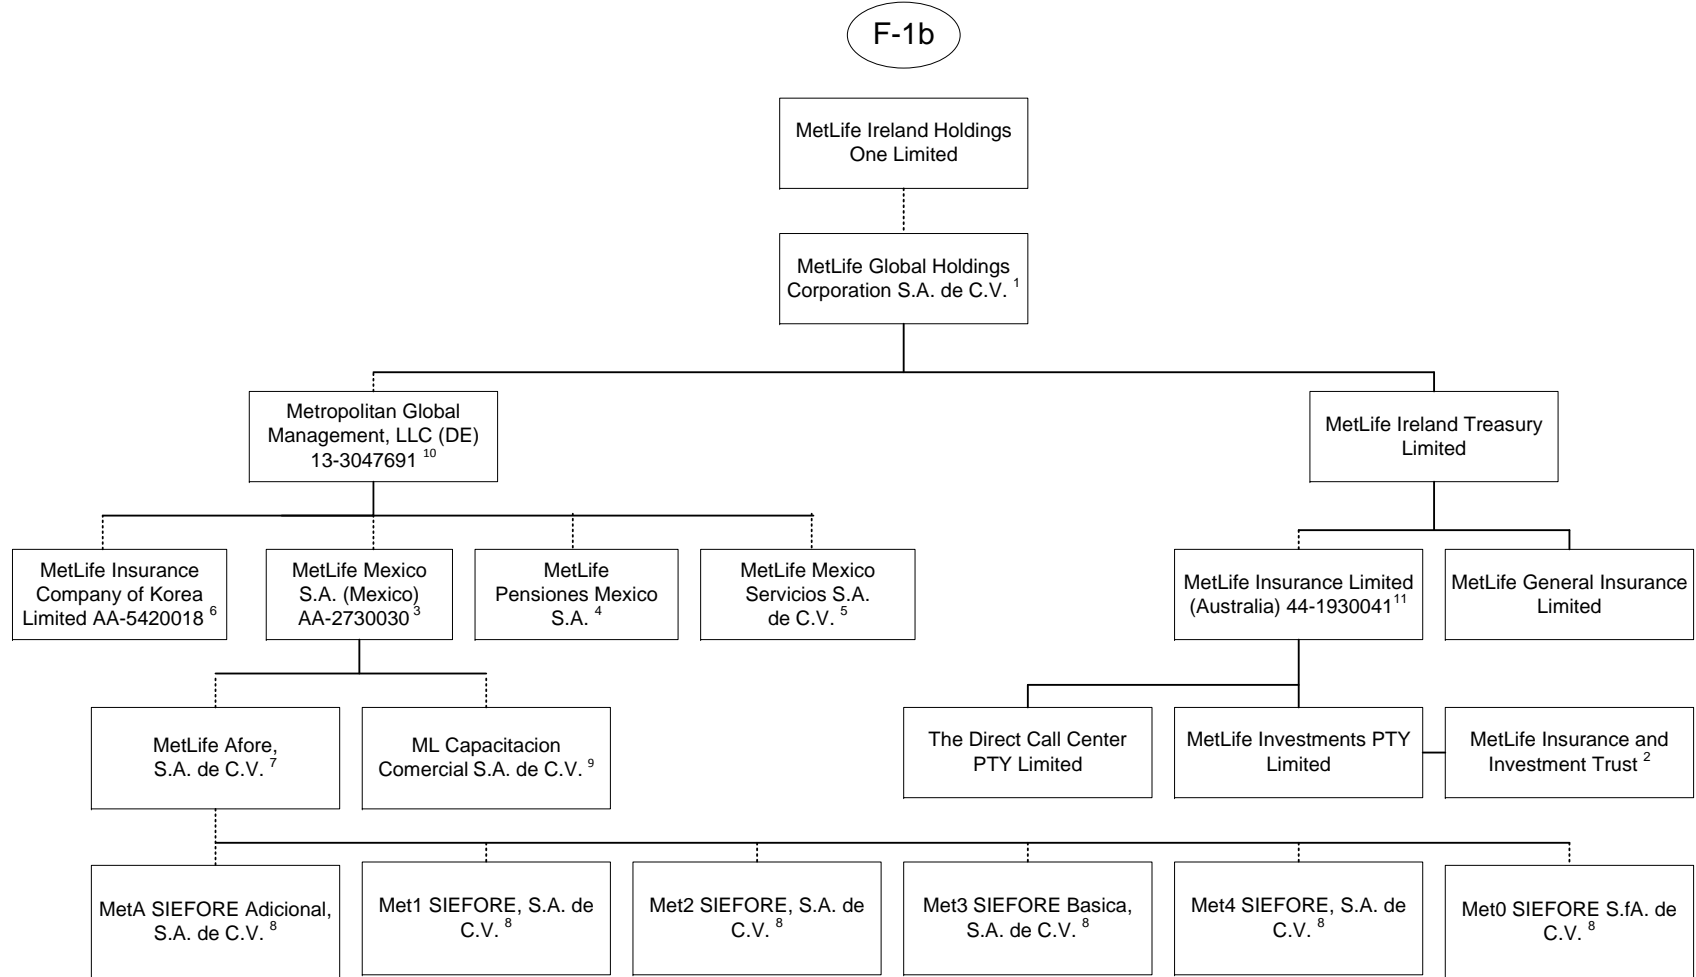 F-1b
MetLife Ireland Holdings
One Limited
MetLife Global Holdings
Corporation S.A. de C.V. 1
Metropolitan Global
Management, LLC (DE)
13-3047691 10
MetLife Ireland Treasury
Limited
MetLife Insurance
Company of Korea
Limited AA-5420018 6
MetLife Mexico
S.A. (Mexico)
AA-2730030 3
MetLife
Pensiones Mexico
S.A. 4
MetLife Mexico
Servicios S.A.
de C.V. 5
MetLife Insurance Limited
(Australia) 44-1930041 11
MetLife General Insurance
Limited
MetLife Afore,
S.A. de C.V. 7
ML Capacitacion
Comercial S.A. de C.V. 9
The Direct Call Center
PTY Limited
MetLife Investments PTY
Limited
MetLife Insurance and
Investment Trust 2
MetA SIEFORE Adicional,
S.A. de C.V. 8
Met1 SIEFORE, S.A. de
C.V. 8
Met2 SIEFORE, S.A. de
C.V. 8
Met3 SIEFORE Basica,
S.A. de C.V. 8
Met4 SIEFORE, S.A. de
C.V. 8
Met0 SIEFORE S.fA. de
C.V. 8